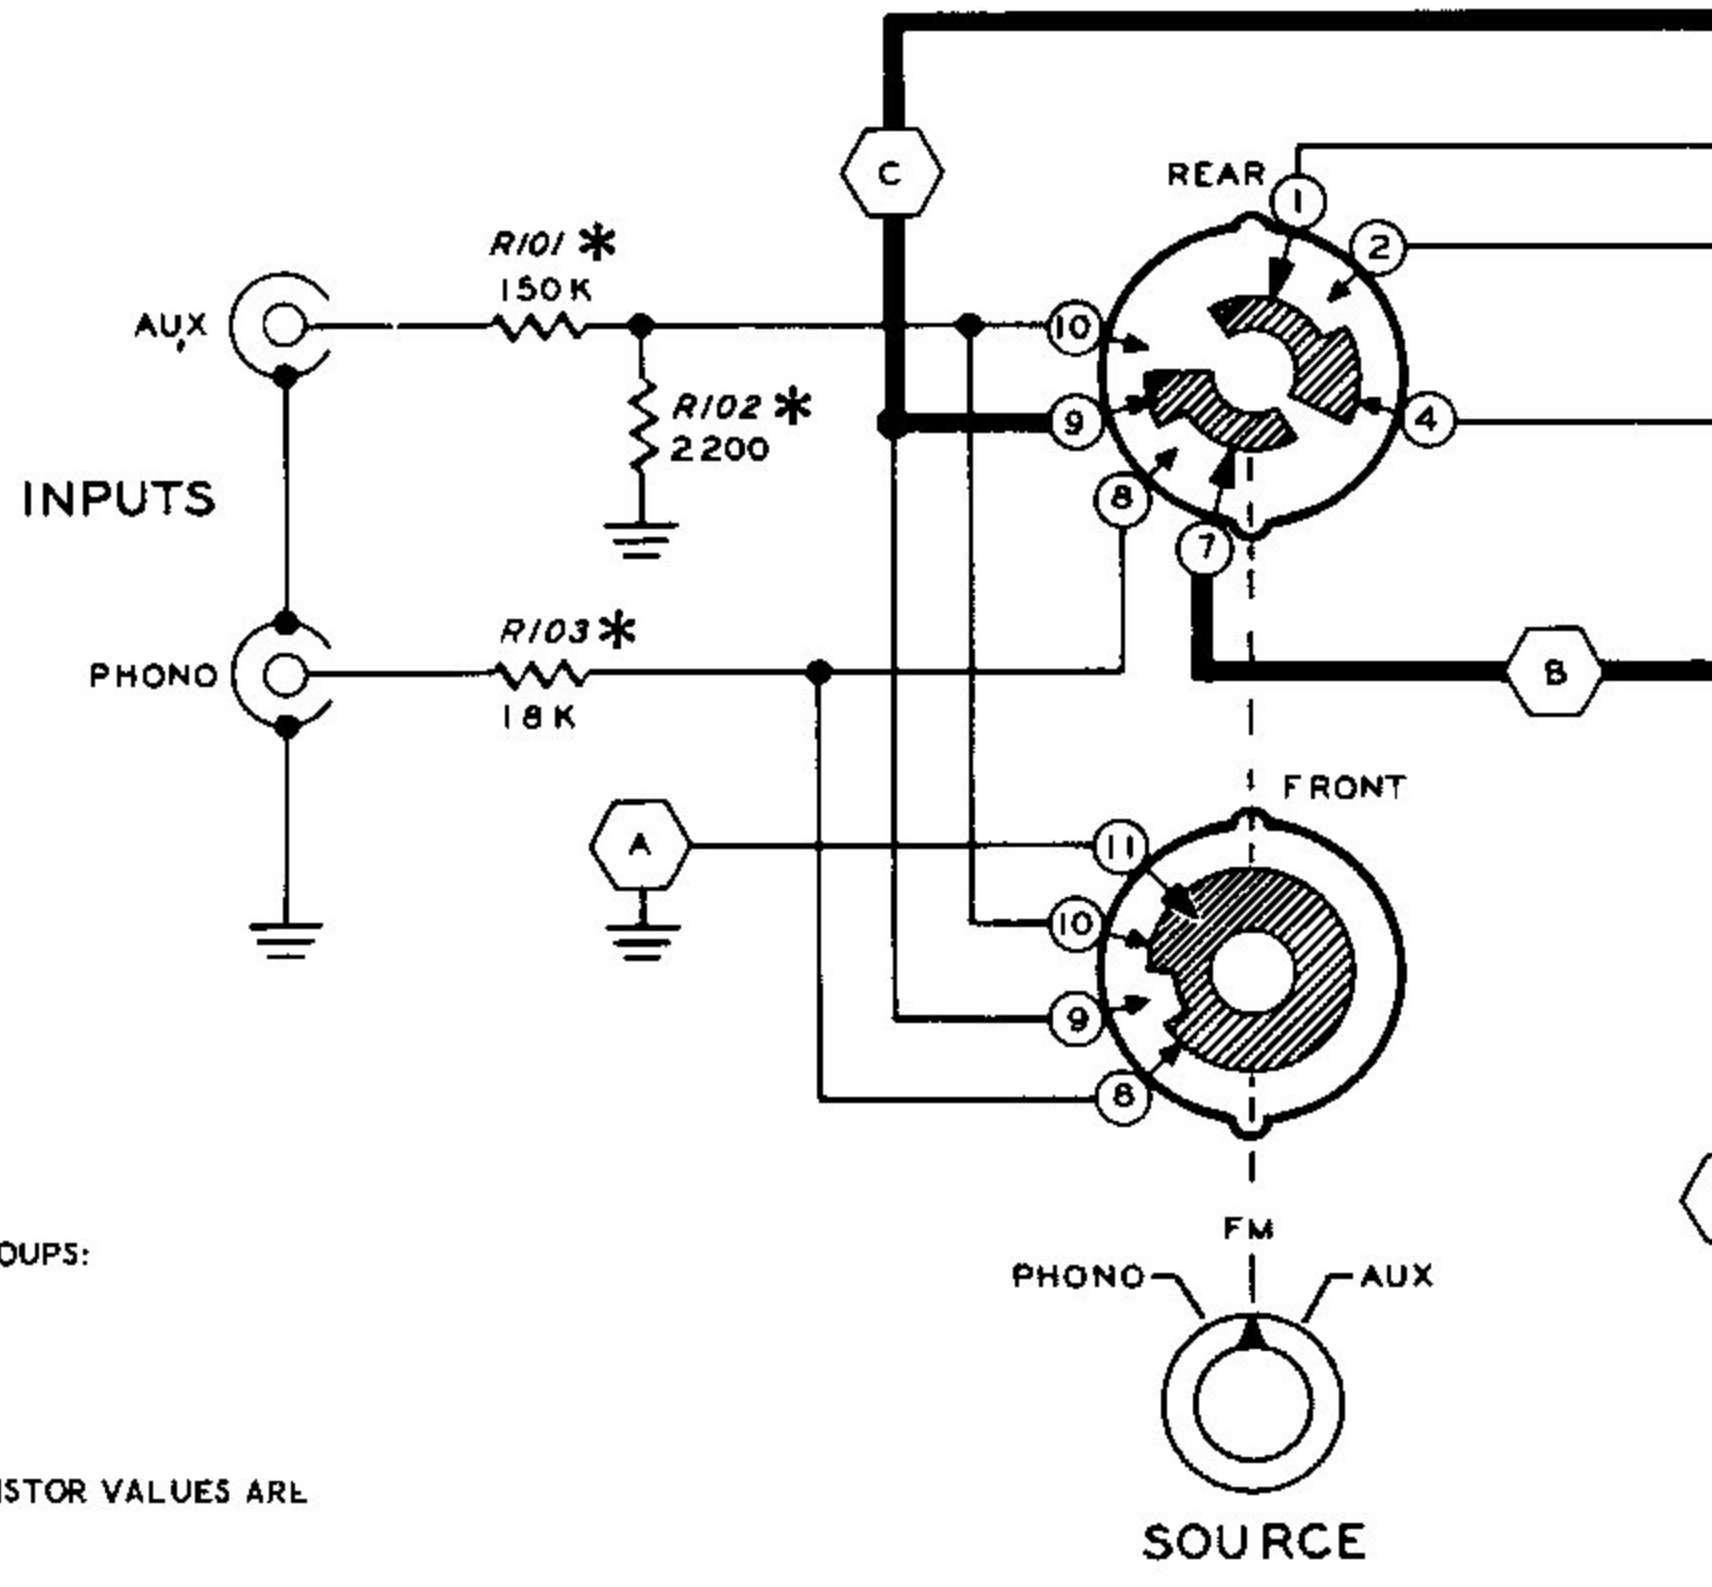 C
REAR
1
2
R101 *
150K
AUX
10
R102 *
2200
9
4
INPUTS
8
7
R103 *
PHONO
18K
B
FRONT
A
11
10
9
8
FM
OUPS:
PHONO
AUX
ISTOR VALUES ARE
SOURCE